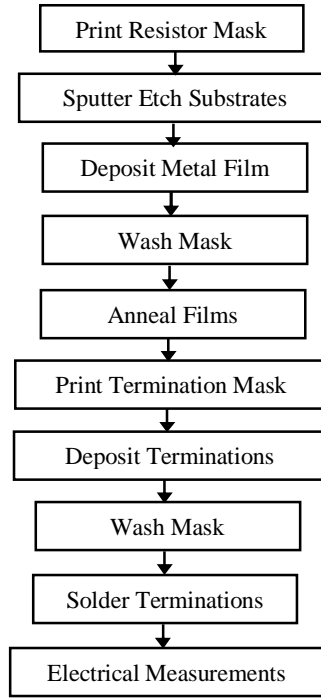 Print Resistor Mask
Sputter Etch Substrates
Deposit Metal Film
Wash Mask
Anneal Films
Print Termination Mask
Deposit Terminations
Wash Mask
Solder Terminations
Electrical Measurements